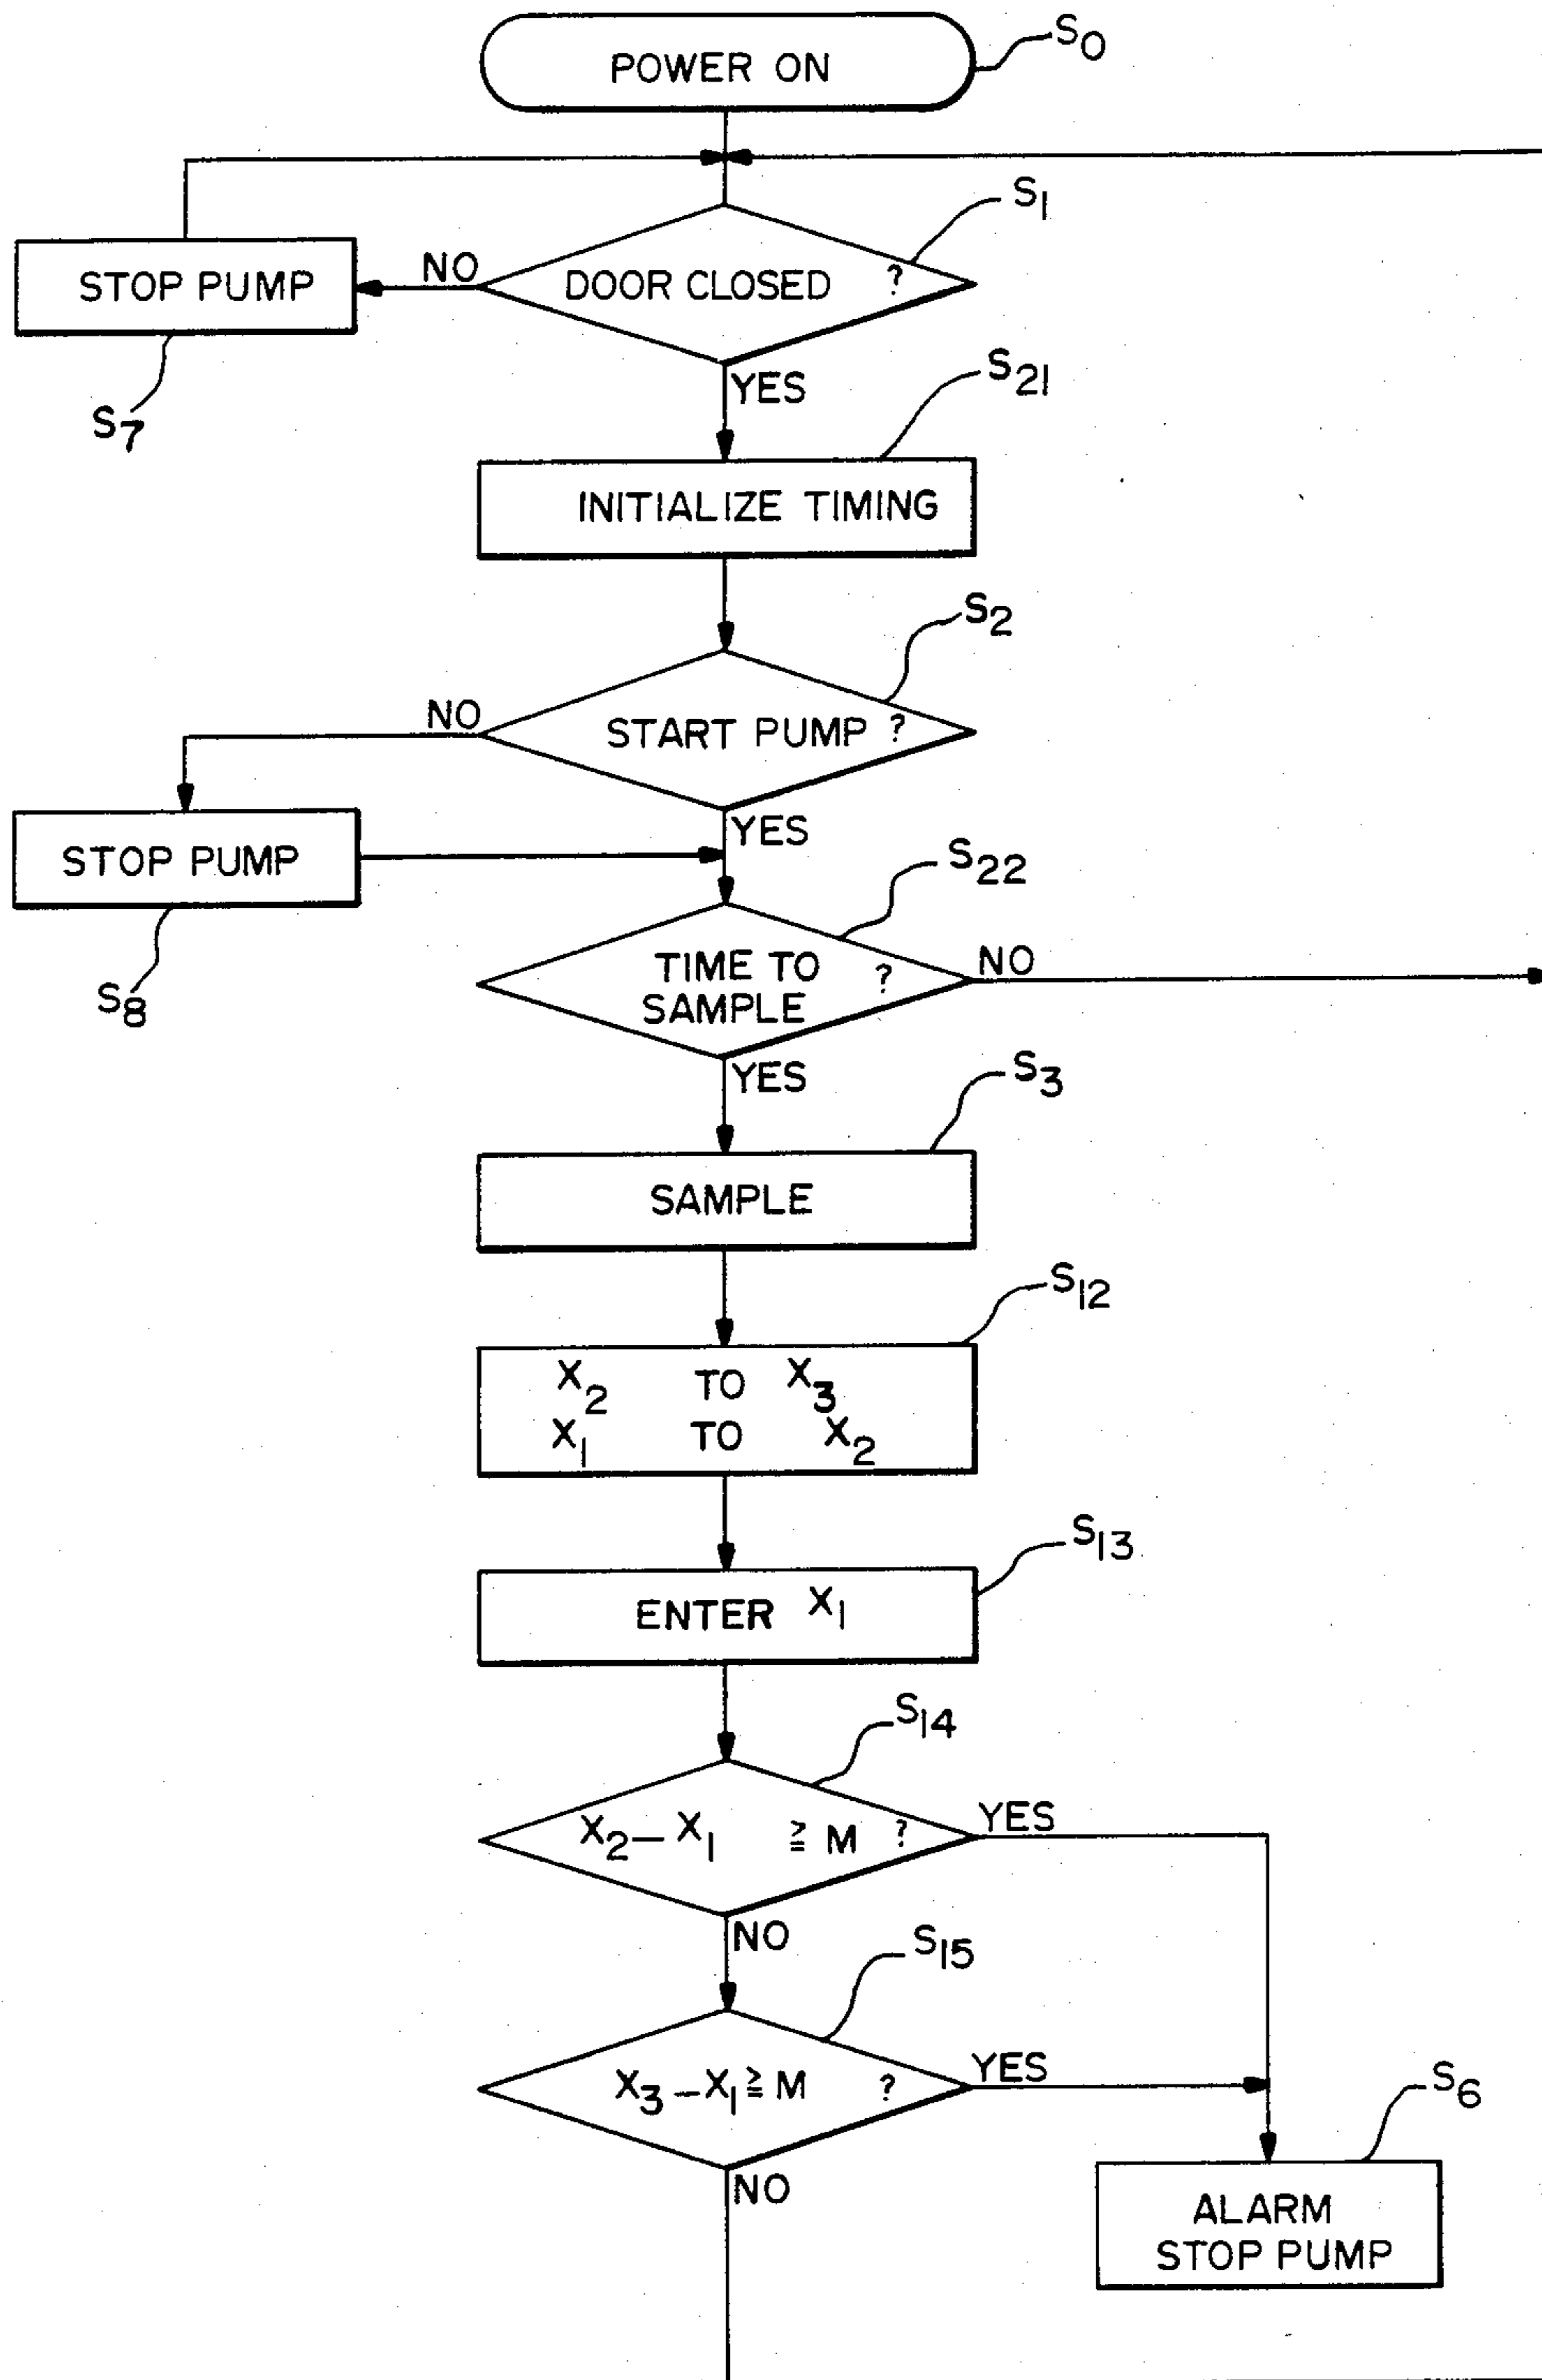 POWER ON
S0
S1
NO
DOOR CLOSED ?
STOP PUMP
S7
YES
S21
INITIALIZE TIMING
S2
NO
START PUMP ?
YES
STOP PUMP
S8
S22
TIME TO
SAMPLE ?
NO
YES
S3
SAMPLE
S12
X2 TO X3
X1 TO X2
S13
ENTER X1
S14
X2 – X1 ≧ M ?
YES
NO
S15
X3 – X1 ≧ M ?
YES
S6
NO
ALARM
STOP PUMP